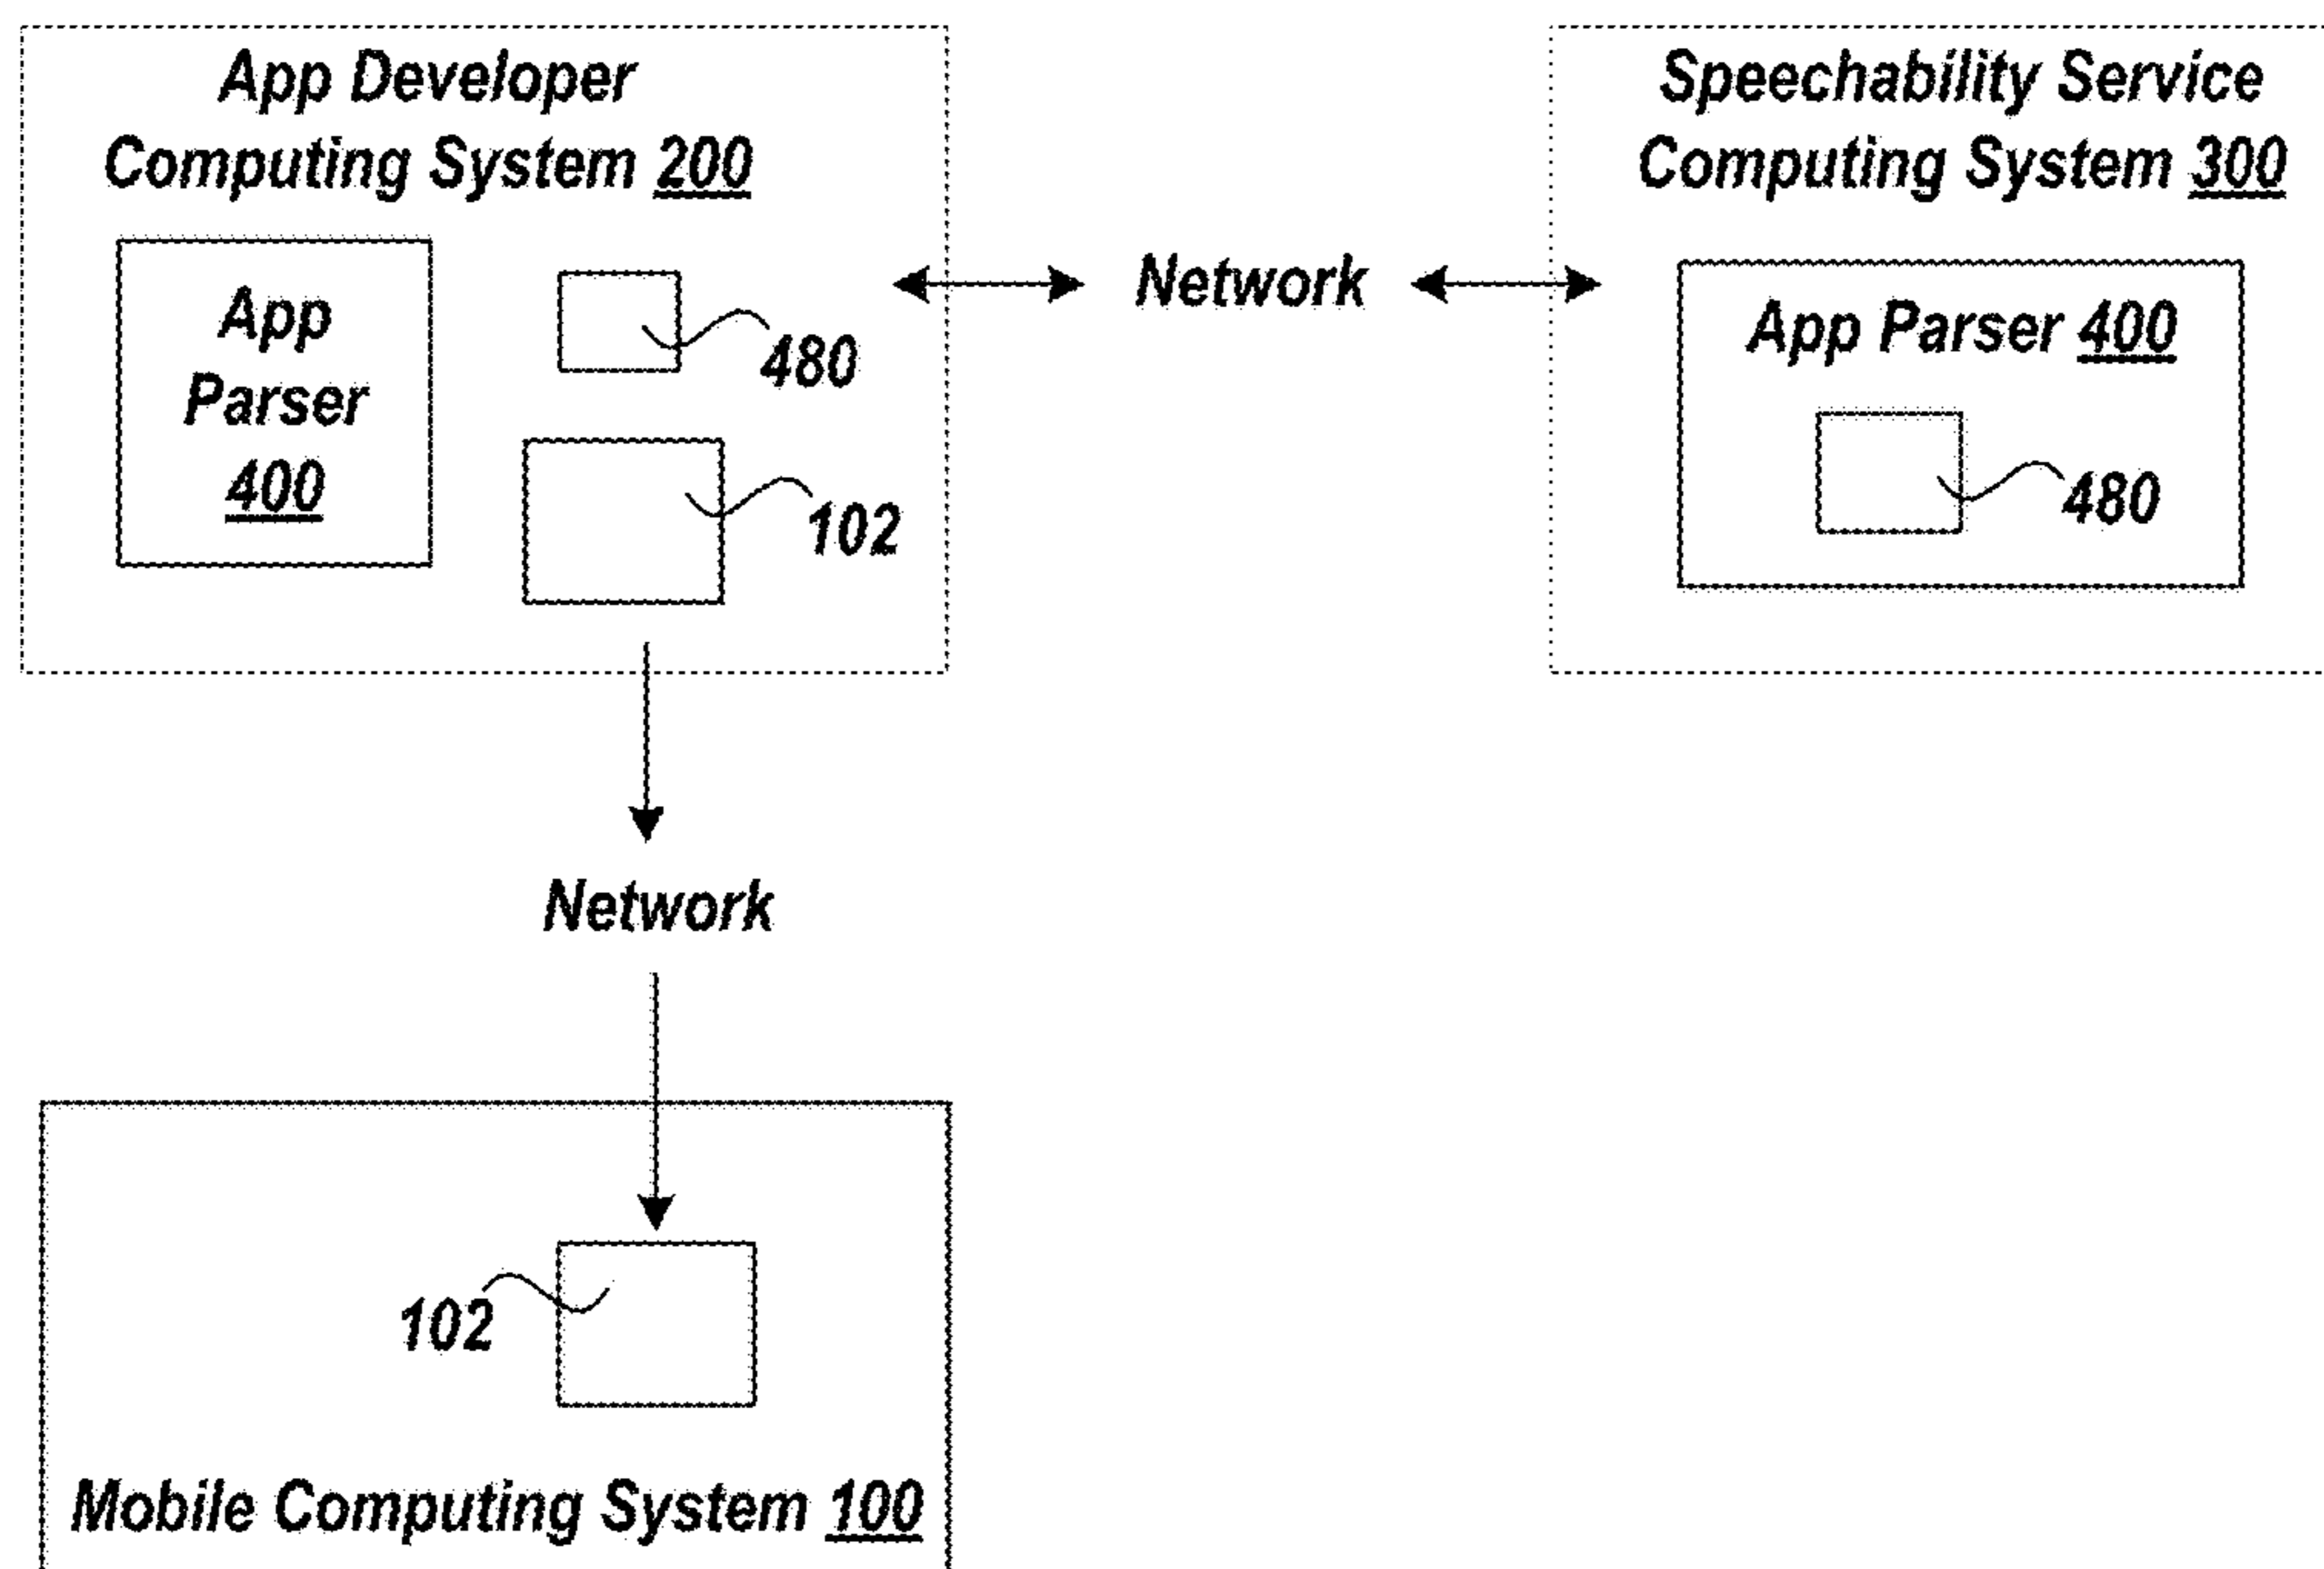 App Developer
Computing System 200
App
Parser
400
480
102
Network
Speechability Service
Computing System 300
App Parser 400
480
Network
102
Mobile Computing System 100